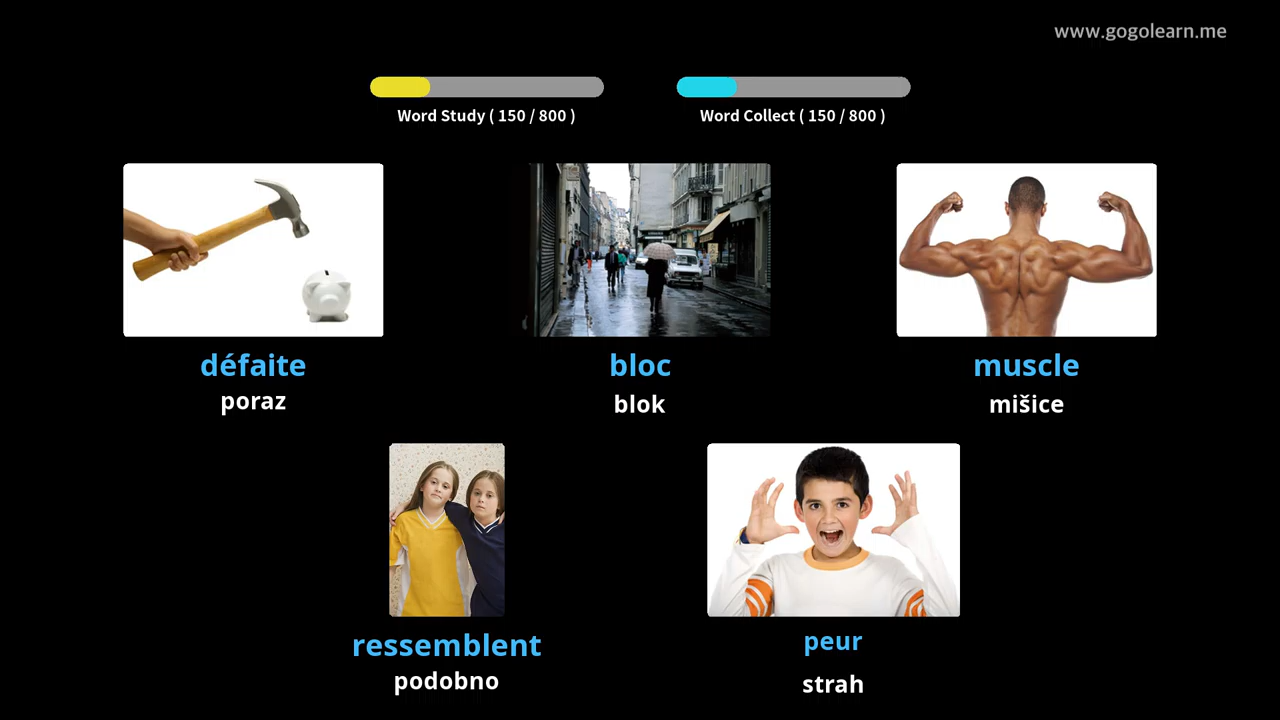 www.gogolearn.me
Word Study ( 150 / 800 )
Word Collect ( 150 / 800 )
défaite
poraz
bloc
blok
muscle
mišice
ressemblent
podobno
peur
strah